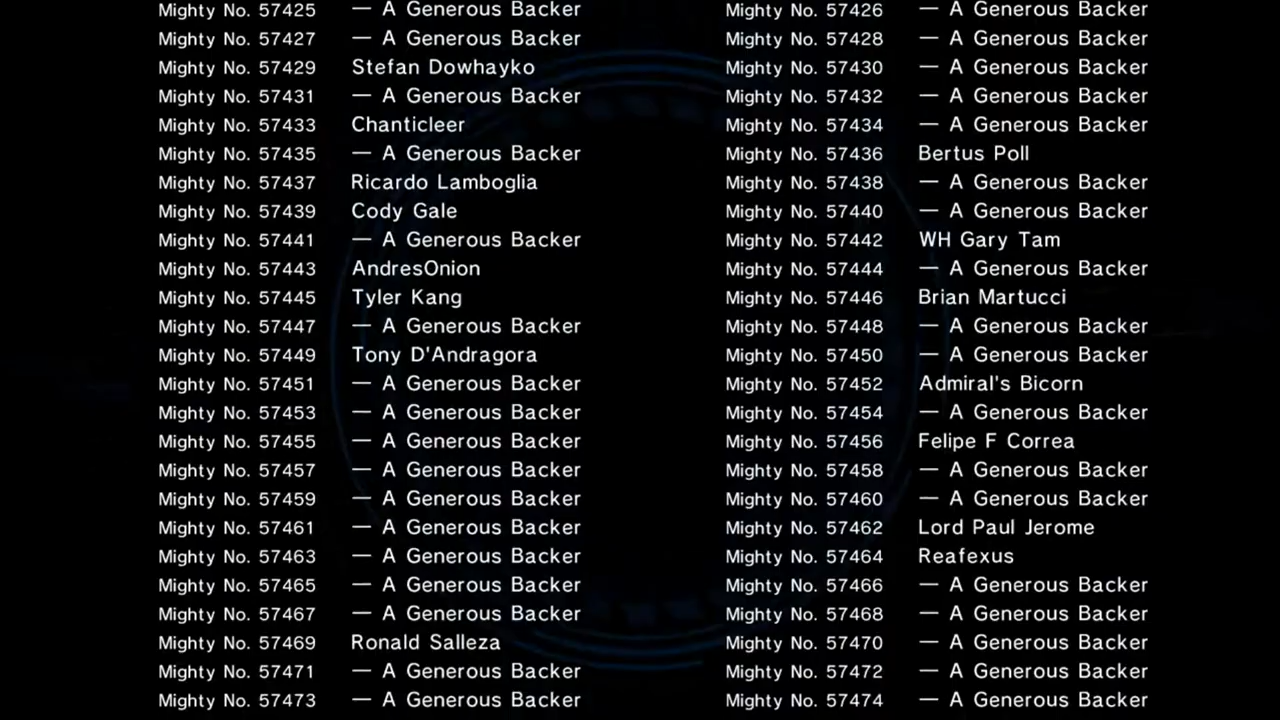 Mighty No. 57425 — A Generous Backer Mighty No. 57426 — A Generous Backer
Mighty No. 57427 — A Generous Backer Mighty No. 57428 — A Generous Backer
Mighty No. 57429 Stefan Dowhayko Mighty No. 57430 — A Generous Backer
Mighty No. 57431 — A Generous Backer Mighty No. 57432 — A Generous Backer
Mighty No. 57433 Chanticleer Mighty No. 57434 — A Generous Backer
Mighty No. 57435 — A Generous Backer Mighty No. 57436 Bertus Poll
Mighty No. 57437 Ricardo Lamboglia Mighty No. 57438 — A Generous Backer
Mighty No. 57439 Cody Gale Mighty No. 57440 — A Generous Backer
Mighty No. 57441 — A Generous Backer Mighty No. 57442 WH Gary Tam
Mighty No. 57443 AndresOnion Mighty No. 57444 — A Generous Backer
Mighty No. 57445 Tyler Kang Mighty No. 57446 Brian Martucci
Mighty No. 57447 — A Generous Backer Mighty No. 57448 — A Generous Backer
Mighty No. 57449 Tony D'Andragora Mighty No. 57450 — A Generous Backer
Mighty No. 57451 — A Generous Backer Mighty No. 57452 Admiral's Bicorn
Mighty No. 57453 — A Generous Backer Mighty No. 57454 — A Generous Backer
Mighty No. 57455 — A Generous Backer Mighty No. 57456 Felipe F Correa
Mighty No. 57457 — A Generous Backer Mighty No. 57458 — A Generous Backer
Mighty No. 57459 — A Generous Backer Mighty No. 57460 — A Generous Backer
Mighty No. 57461 — A Generous Backer Mighty No. 57462 Lord Paul Jerome
Mighty No. 57463 — A Generous Backer Mighty No. 57464 Reafexus
Mighty No. 57465 — A Generous Backer Mighty No. 57466 — A Generous Backer
Mighty No. 57467 — A Generous Backer Mighty No. 57468 — A Generous Backer
Mighty No. 57469 Ronald Salleza Mighty No. 57470 — A Generous Backer
Mighty No. 57471 — A Generous Backer Mighty No. 57472 — A Generous Backer
Mighty No. 57473 — A Generous Backer Mighty No. 57474 — A Generous Backer